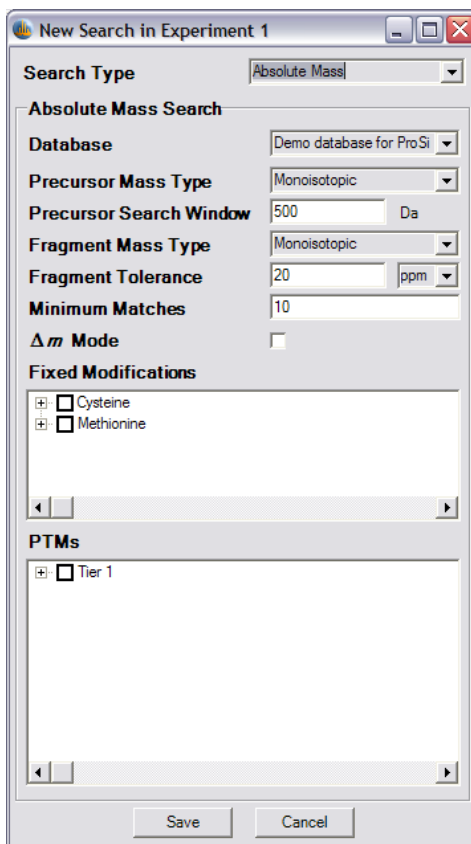 New Search in Experiment 1
Search Type Absolute Mass
Absolute Mass Search
Database Demo database for ProSi
Precursor Mass Type Monoisotopic
Precursor Search Window 500 Da
Fragment Mass Type Monoisotopic
Fragment Tolerance 20 ppm
Minimum Matches 10
Δm Mode
Fixed Modifications
Cysteine
Methionine
PTMs
Tier 1
Save Cancel